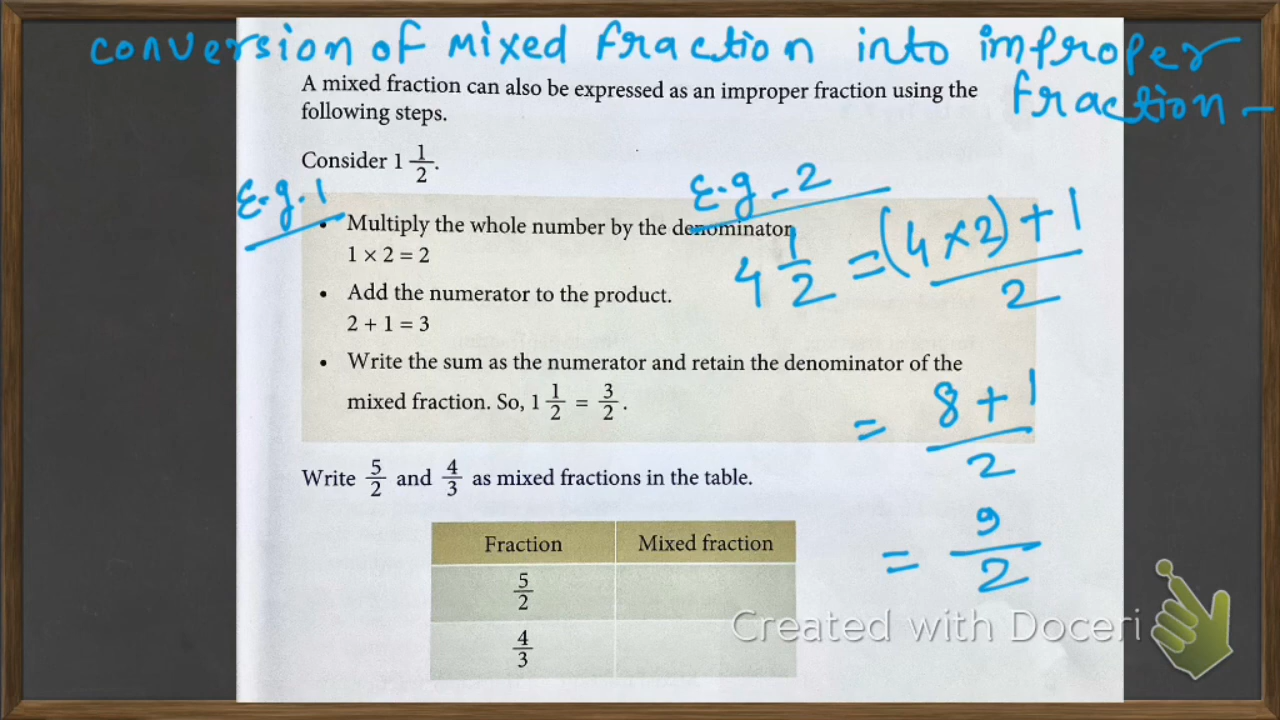 conversion of mixed fraction into improper
fraction -
A mixed fraction can also be expressed as an improper fraction using the
following steps.
Consider 1 1/2.
E.g. 1
• Multiply the whole number by the denominator.
1 × 2 = 2
• Add the numerator to the product.
2 + 1 = 3
• Write the sum as the numerator and retain the denominator of the
mixed fraction. So, 1 1/2 = 3/2.
E.g. - 2
4 1/2 = (4 × 2) + 1 / 2
= 8 + 1 / 2
= 9/2
Write 5/2 and 4/3 as mixed fractions in the table.
Fraction Mixed fraction
5/2
4/3
Created with Doceri